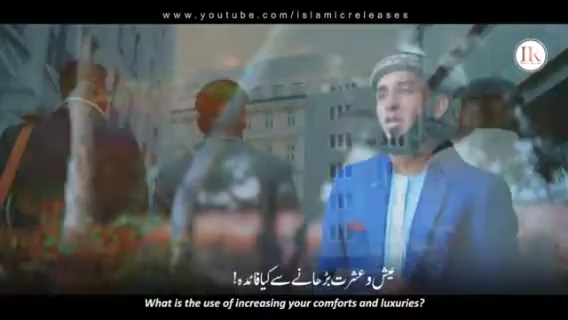 www.youtube.com/islamicreleases
IR
عیش و عشرت بڑھانے سے کیا فائدہ!
What is the use of increasing your comforts and luxuries?